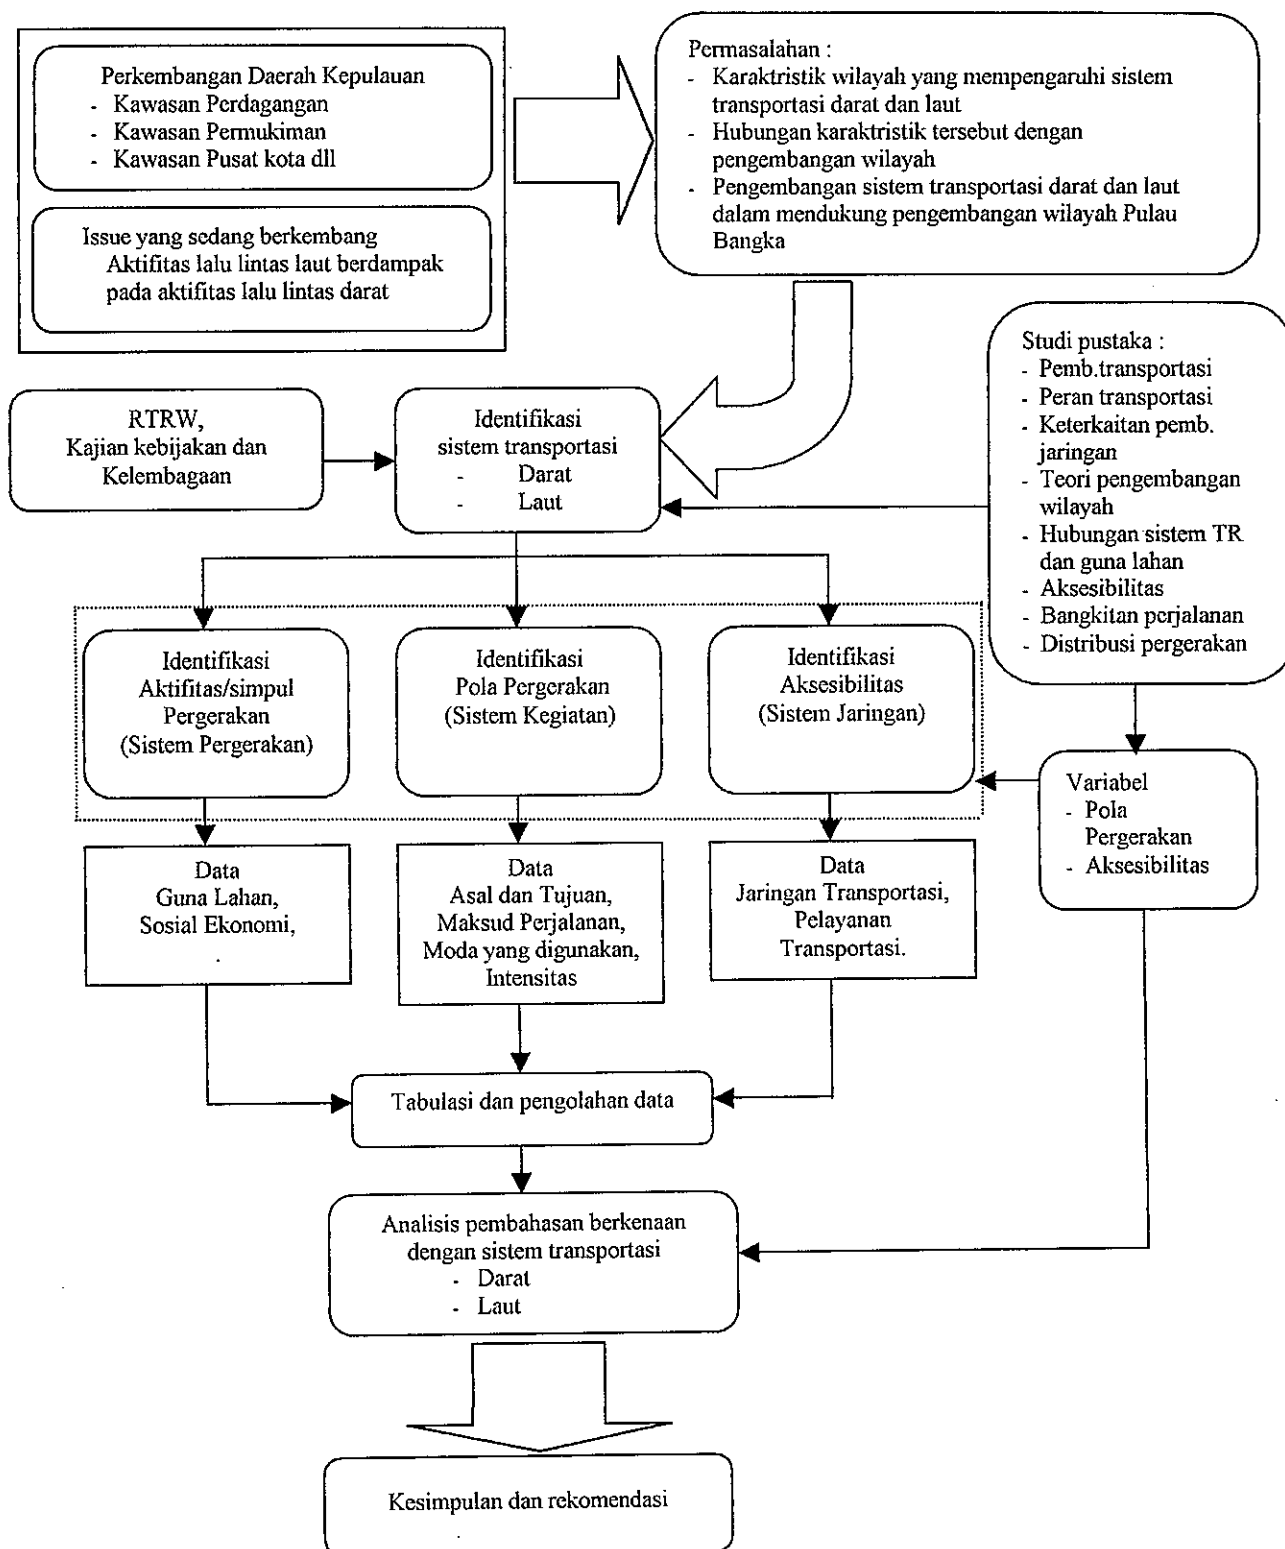 Perkembangan Daerah Kepulauan
- Kawasan Perdagangan
- Kawasan Permukiman
- Kawasan Pusat kota dll
Issue yang sedang berkembang
Aktifitas lalu lintas laut berdampak
pada aktifitas lalu lintas darat
Permasalahan :
- Karaktristik wilayah yang mempengaruhi sistem
transportasi darat dan laut
- Hubungan karaktristik tersebut dengan
pengembangan wilayah
- Pengembangan sistem transportasi darat dan laut
dalam mendukung pengembangan wilayah Pulau
Bangka
RTRW,
Kajian kebijakan dan
Kelembagaan
Identifikasi
sistem transportasi
- Darat
- Laut
Studi pustaka :
- Pemb.transportasi
- Peran transportasi
- Keterkaitan pemb.
jaringan
- Teori pengembangan
wilayah
- Hubungan sistem TR
dan guna lahan
- Aksesibilitas
- Bangkitan perjalanan
- Distribusi pergerakan
Identifikasi
Aktifitas/simpul
Pergerakan
(Sistem Pergerakan)
Identifikasi
Pola Pergerakan
(Sistem Kegiatan)
Identifikasi
Aksesibilitas
(Sistem Jaringan)
Variabel
- Pola
Pergerakan
- Aksesibilitas
Data
Guna Lahan,
Sosial Ekonomi,
.
Data
Asal dan Tujuan,
Maksud Perjalanan,
Moda yang digunakan,
Intensitas
Data
Jaringan Transportasi,
Pelayanan
Transportasi.
Tabulasi dan pengolahan data
Analisis pembahasan berkenaan
dengan sistem transportasi
- Darat
- Laut
Kesimpulan dan rekomendasi